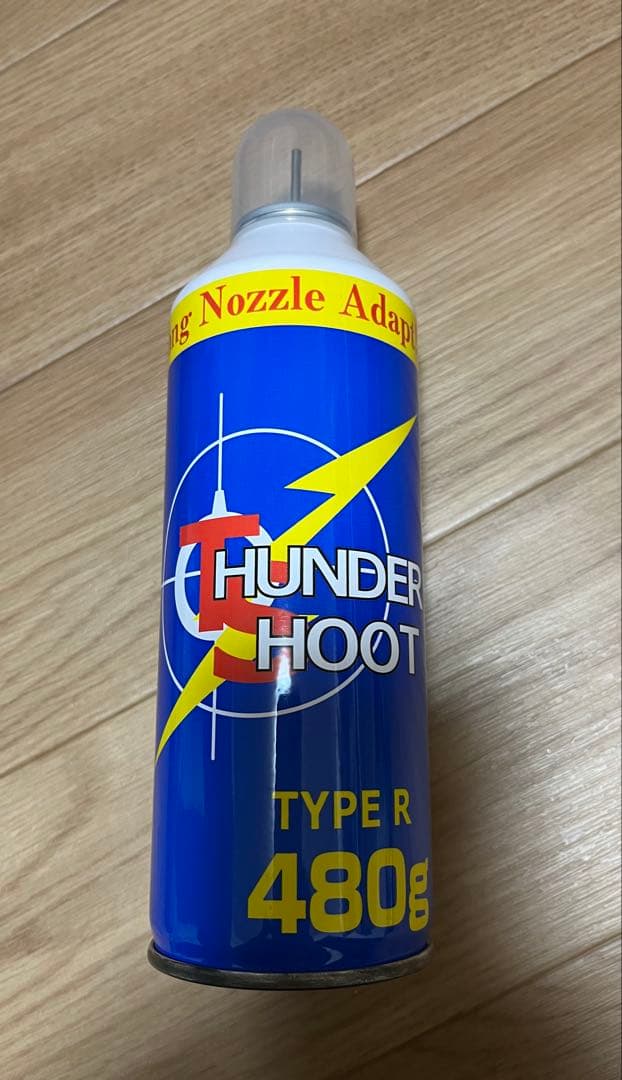 Nozzle
THUNDER
SHOOT
TYPE R
480g